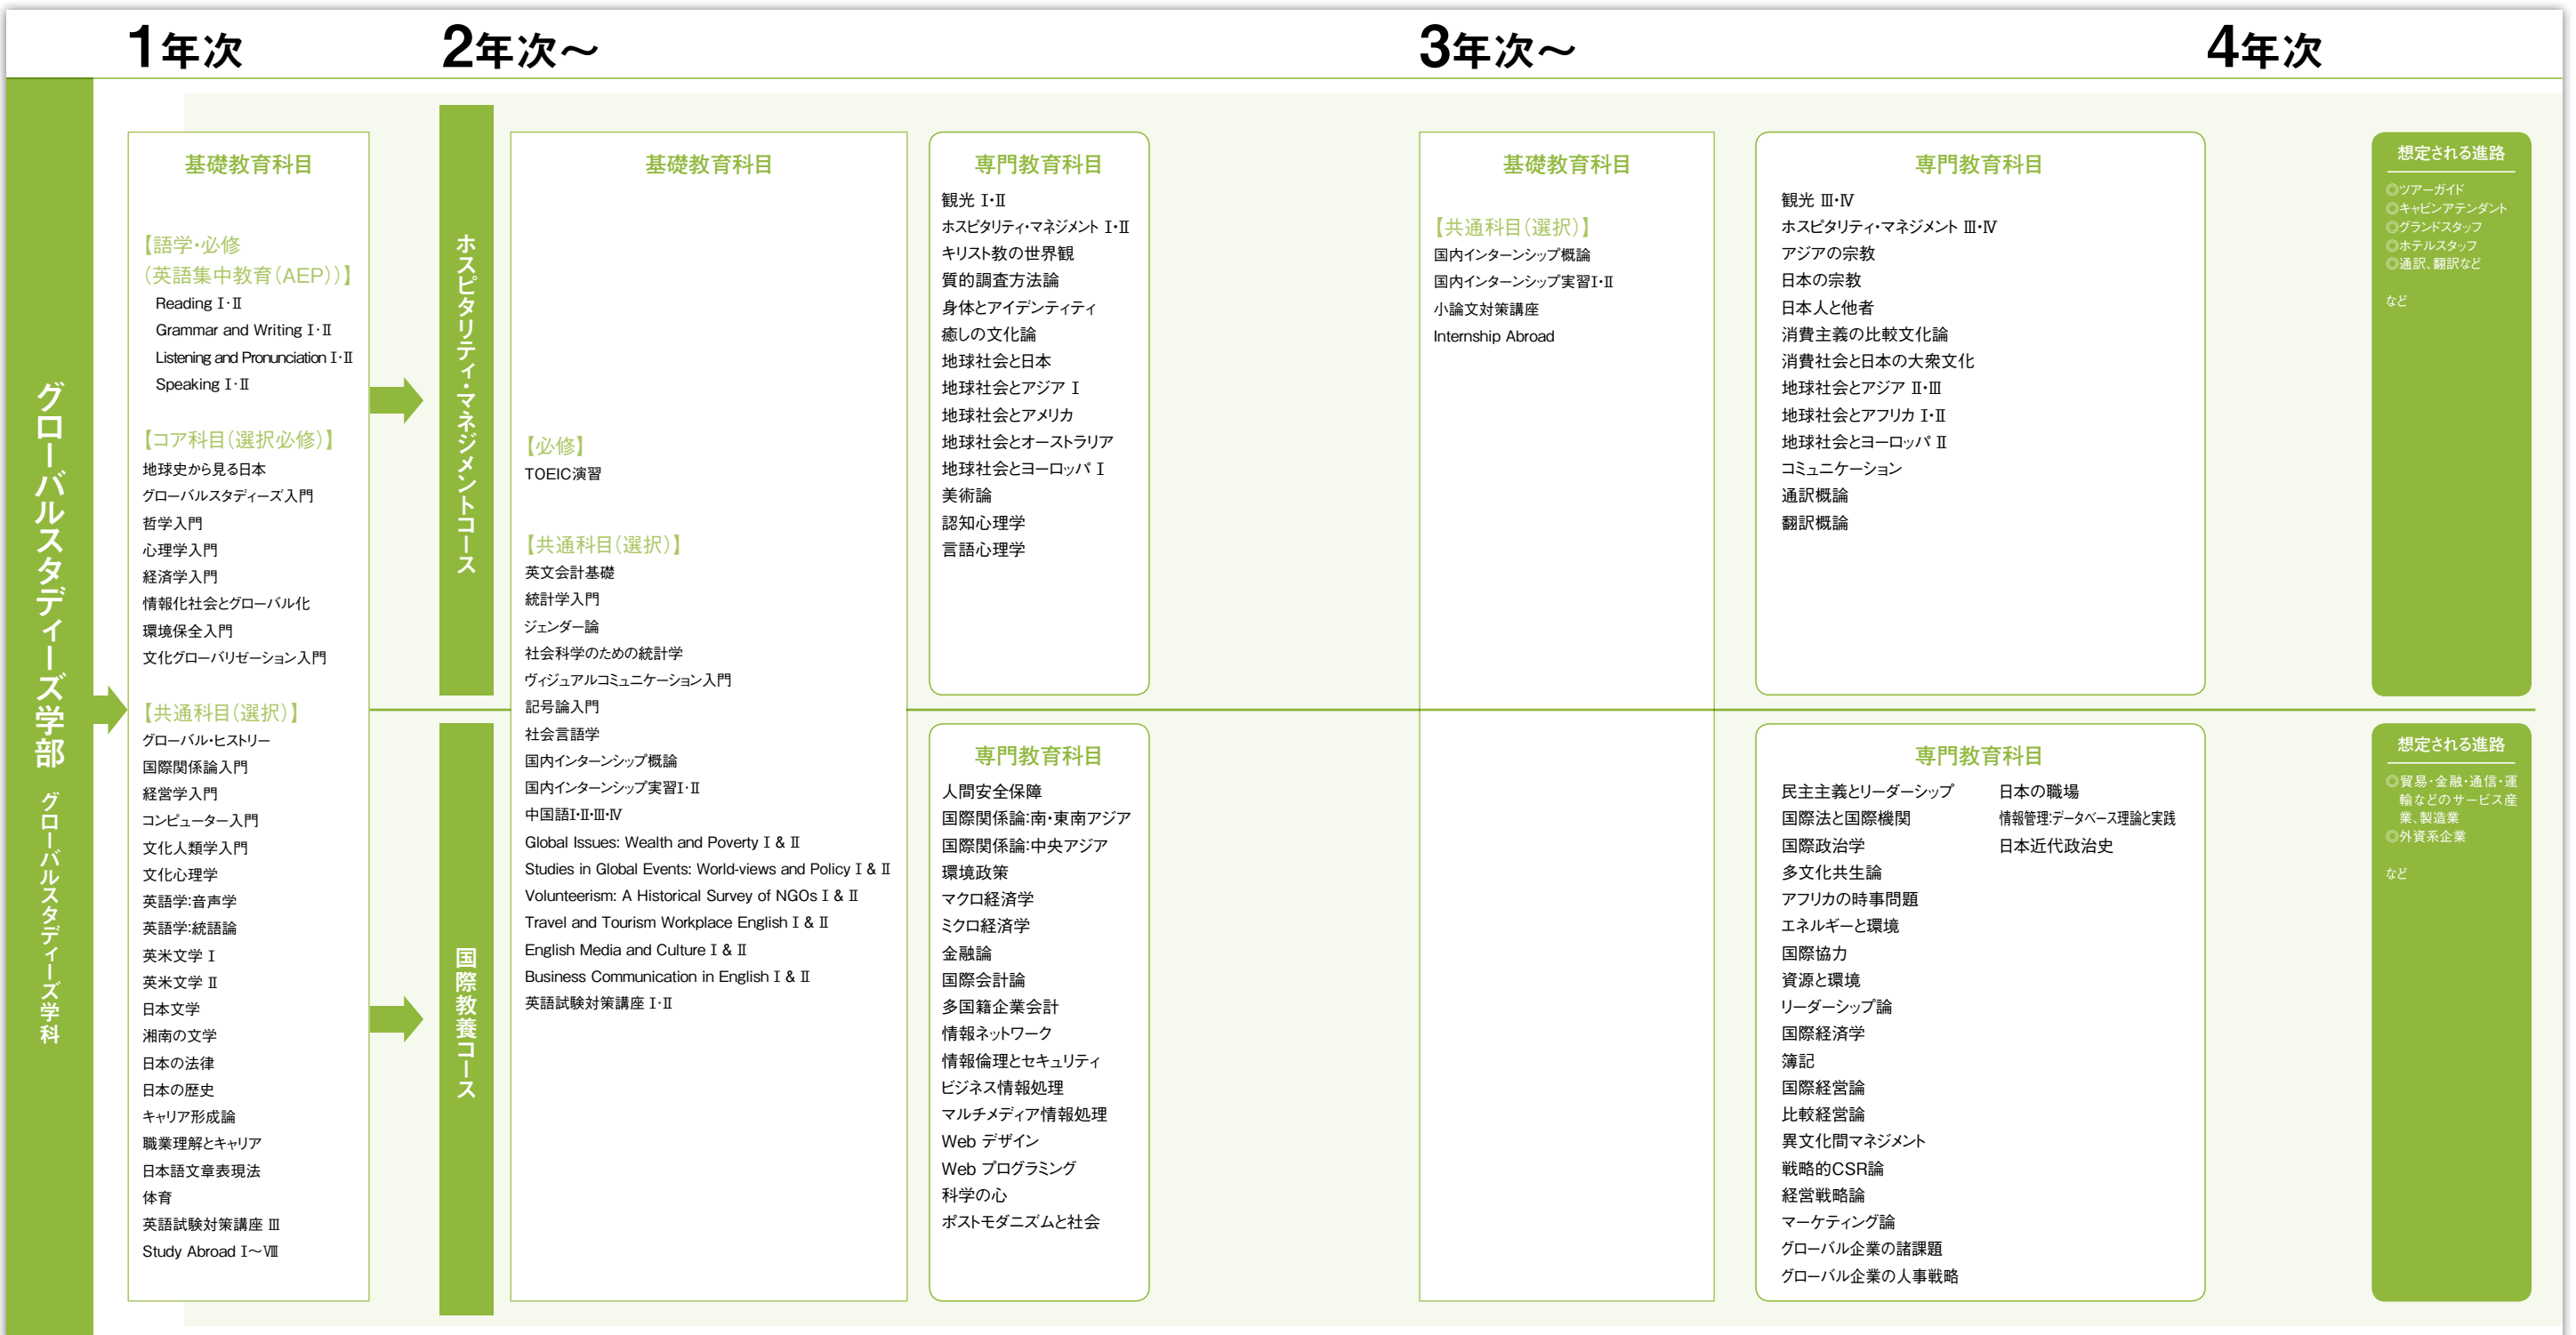 1年次
2年次～
3年次～
4年次
グローバルスタディーズ学部 グローバルスタディーズ学科
基礎教育科目
【語学・必修
(英語集中教育(AEP))】
Reading Ⅰ・Ⅱ
Grammar and Writing Ⅰ・Ⅱ
Listening and Pronunciation Ⅰ・Ⅱ
Speaking Ⅰ・Ⅱ
【コア科目(選択必修)】
地球史から見る日本
グローバルスタディーズ入門
哲学入門
心理学入門
経済学入門
情報化社会とグローバル化
環境保全入門
文化グローバリゼーション入門
【共通科目(選択)】
グローバル・ヒストリー
国際関係論入門
経営学入門
コンピューター入門
文化人類学入門
文化心理学
英語学:音声学
英語学:統語論
英米文学 Ⅰ
英米文学 Ⅱ
日本文学
湘南の文学
日本の法律
日本の歴史
キャリア形成論
職業理解とキャリア
日本語文章表現法
体育
英語試験対策講座 Ⅲ
Study Abroad Ⅰ～Ⅷ
ホスピタリティ・マネジメントコース
国際教養コース
基礎教育科目
【必修】
TOEIC演習
【共通科目(選択)】
英文会計基礎
統計学入門
ジェンダー論
社会科学のための統計学
ヴィジュアルコミュニケーション入門
記号論入門
社会言語学
国内インターンシップ概論
国内インターンシップ実習Ⅰ・Ⅱ
中国語Ⅰ・Ⅱ・Ⅲ・Ⅳ
Global Issues: Wealth and Poverty Ⅰ & Ⅱ
Studies in Global Events: World-views and Policy Ⅰ & Ⅱ
Volunteerism: A Historical Survey of NGOs Ⅰ & Ⅱ
Travel and Tourism Workplace English Ⅰ & Ⅱ
English Media and Culture Ⅰ & Ⅱ
Business Communication in English Ⅰ & Ⅱ
英語試験対策講座 Ⅰ・Ⅱ
専門教育科目
観光 Ⅰ・Ⅱ
ホスピタリティ・マネジメント Ⅰ・Ⅱ
キリスト教の世界観
質的調査方法論
身体とアイデンティティ
癒しの文化論
地球社会と日本
地球社会とアジア Ⅰ
地球社会とアメリカ
地球社会とオーストラリア
地球社会とヨーロッパ Ⅰ
美術論
認知心理学
言語心理学
専門教育科目
人間安全保障
国際関係論:南・東南アジア
国際関係論:中央アジア
環境政策
マクロ経済学
ミクロ経済学
金融論
国際会計論
多国籍企業会計
情報ネットワーク
情報倫理とセキュリティ
ビジネス情報処理
マルチメディア情報処理
Web デザイン
Web プログラミング
科学の心
ポストモダニズムと社会
基礎教育科目
【共通科目(選択)】
国内インターンシップ概論
国内インターンシップ実習Ⅰ・Ⅱ
小論文対策講座
Internship Abroad
専門教育科目
観光 Ⅲ・Ⅳ
ホスピタリティ・マネジメント Ⅲ・Ⅳ
アジアの宗教
日本の宗教
日本人と他者
消費主義の比較文化論
消費社会と日本の大衆文化
地球社会とアジア Ⅱ・Ⅲ
地球社会とアフリカ Ⅰ・Ⅱ
地球社会とヨーロッパ Ⅱ
コミュニケーション
通訳概論
翻訳概論
専門教育科目
民主主義とリーダーシップ
国際法と国際機関
国際政治学
多文化共生論
アフリカの時事問題
エネルギーと環境
国際協力
資源と環境
リーダーシップ論
国際経済学
簿記
国際経営論
比較経営論
異文化間マネジメント
戦略的CSR論
経営戦略論
マーケティング論
グローバル企業の諸課題
グローバル企業の人事戦略
日本の職場
情報管理:データベース理論と実践
日本近代政治史
想定される進路
◎ツアーガイド
◎キャビンアテンダント
◎グランドスタッフ
◎ホテルスタッフ
◎通訳、翻訳など
など
想定される進路
◎貿易・金融・通信・運
輸などのサービス産
業、製造業
◎外資系企業
など